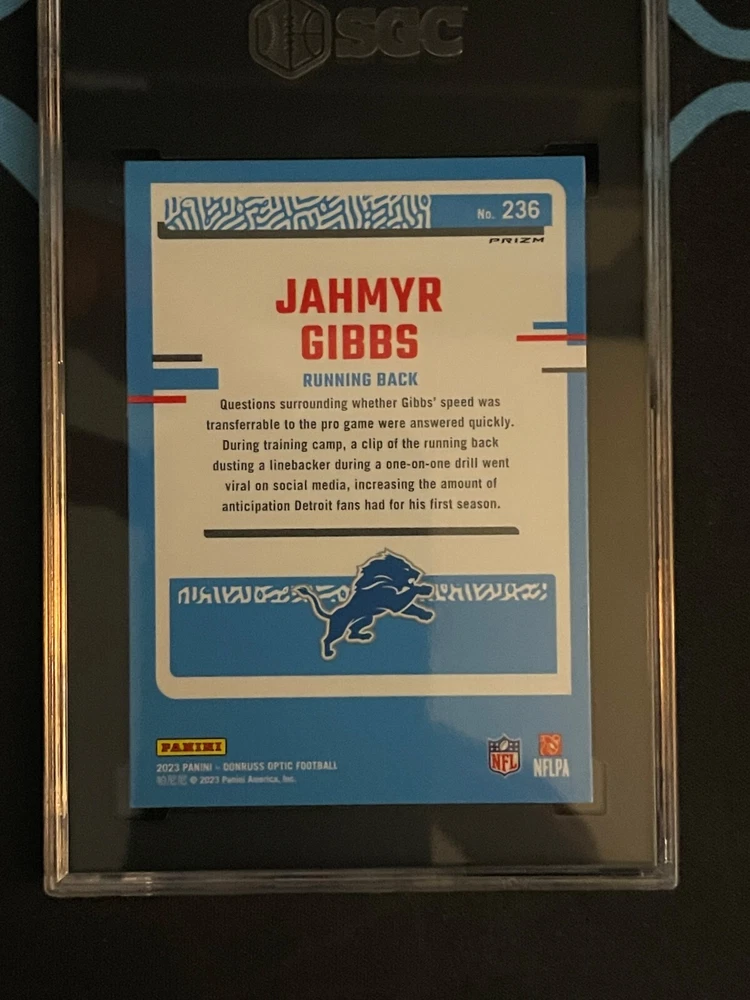 SGC
No. 236
PRIZM
JAHMYR
GIBBS
RUNNING BACK
Questions surrounding whether Gibbs' speed was
transferrable to the pro game were answered quickly.
During training camp, a clip of the running back
dusting a linebacker during a one-on-one drill went
viral on social media, increasing the amount of
anticipation Detroit fans had for his first season.
PANINI
2023 PANINI - DONRUSS OPTIC FOOTBALL
© 2023 Panini America, Inc.
NFL
NFLPA